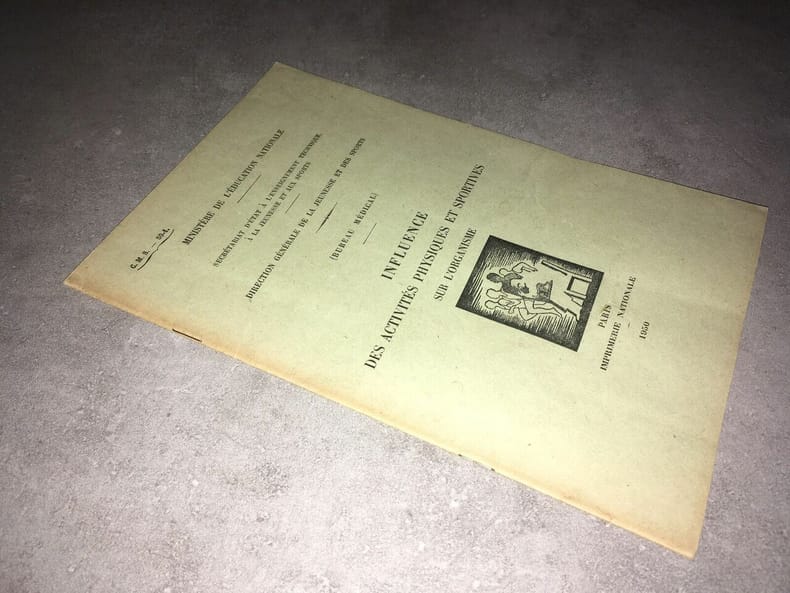 C. M. S. — 50-1.
MINISTÈRE DE L'ÉDUCATION NATIONALE
SECRÉTARIAT D'ÉTAT À L'ENSEIGNEMENT TECHNIQUE,
À LA JEUNESSE ET AUX SPORTS
DIRECTION GÉNÉRALE DE LA JEUNESSE ET DES SPORTS
(BUREAU MÉDICAL)
INFLUENCE
DES ACTIVITÉS PHYSIQUES ET SPORTIVES
SUR L'ORGANISME
PARIS
IMPRIMERIE NATIONALE
1950